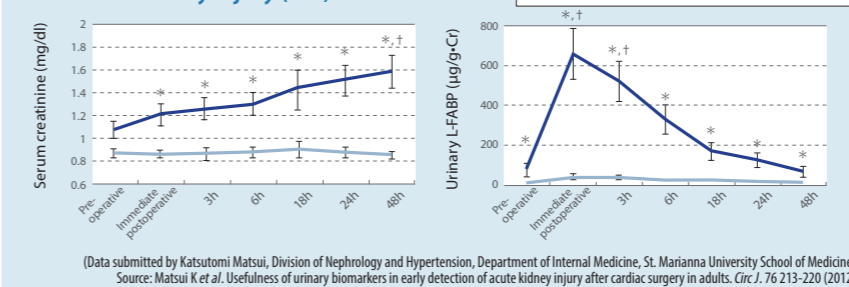 Serum creatinine (mg/dl)
2
1.8
1.6
1.4
1.2
1
0.8
0.6
*
*
*
*
*
*,†
Pre-
operative
Immediate
postoperative
3h
6h
18h
24h
48h
Urinary L-FABP (μg/g•Cr)
800
600
400
200
0
*
*,†
*,†
*
*
*
*
Pre-
operative
Immediate
postoperative
3h
6h
18h
24h
48h
(Data submitted by Katsutomi Matsui, Division of Nephrology and Hypertension, Department of Internal Medicine, St. Marianna University School of Medicine
Source: Matsui K et al. Usefulness of urinary biomarkers in early detection of acute kidney injury after cardiac surgery in adults. Circ J. 76 213-220 (2012